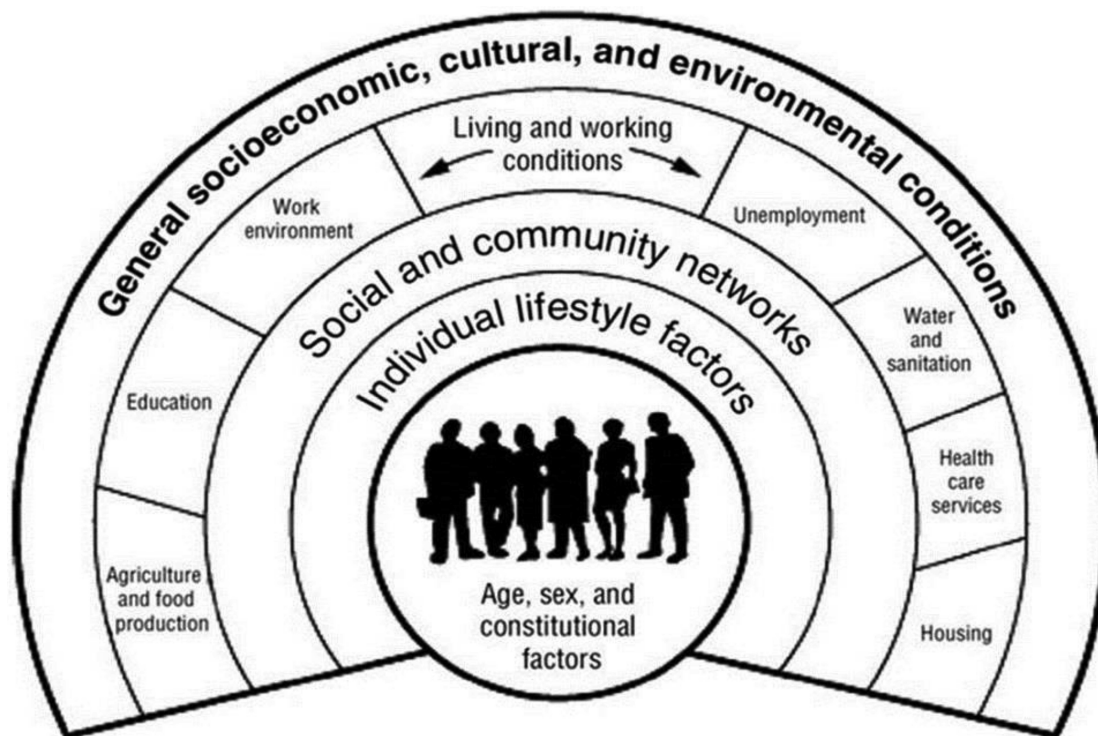 General socioeconomic, cultural, and environmental conditions
Living and working
conditions
Work
environment
Unemployment
Social and community networks
Water
and
sanitation
Individual lifestyle factors
Education
Health
care
services
Agriculture
and food
production
Age, sex, and
constitutional
factors
Housing